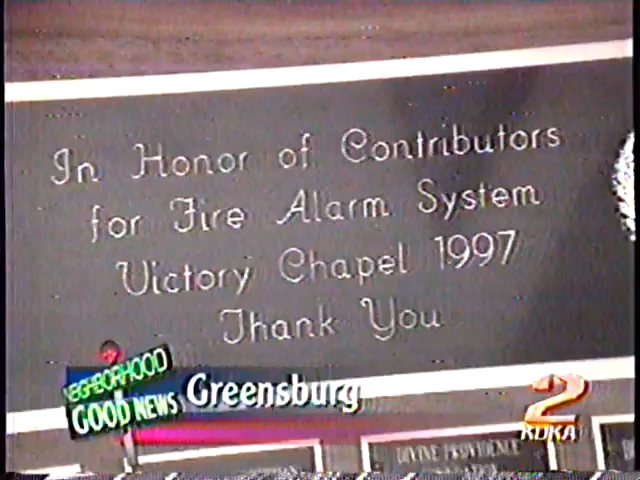 In Honor of Contributors
for Fire Alarm System
Victory Chapel 1997
Thank You
NEIGHBORHOOD
GOOD NEWS
Greensburg
2
KDKA
DIVINE PROVIDENCE